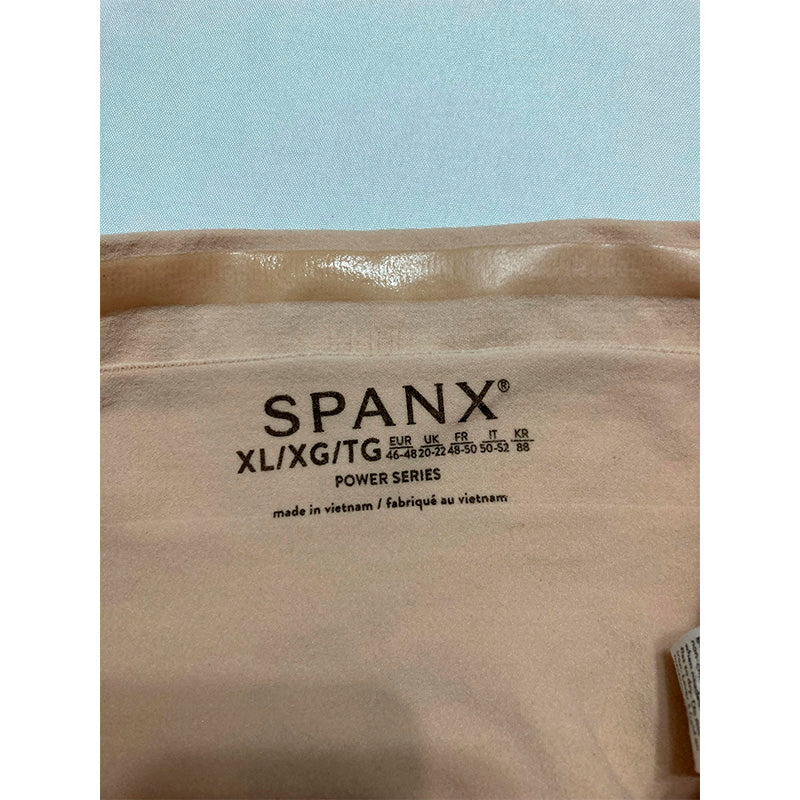 SPANX®
XL/XG/TG EUR 46-48 UK 20-22 FR 48-50 IT 50-52 KR 88
POWER SERIES
made in vietnam / fabriqué au vietnam